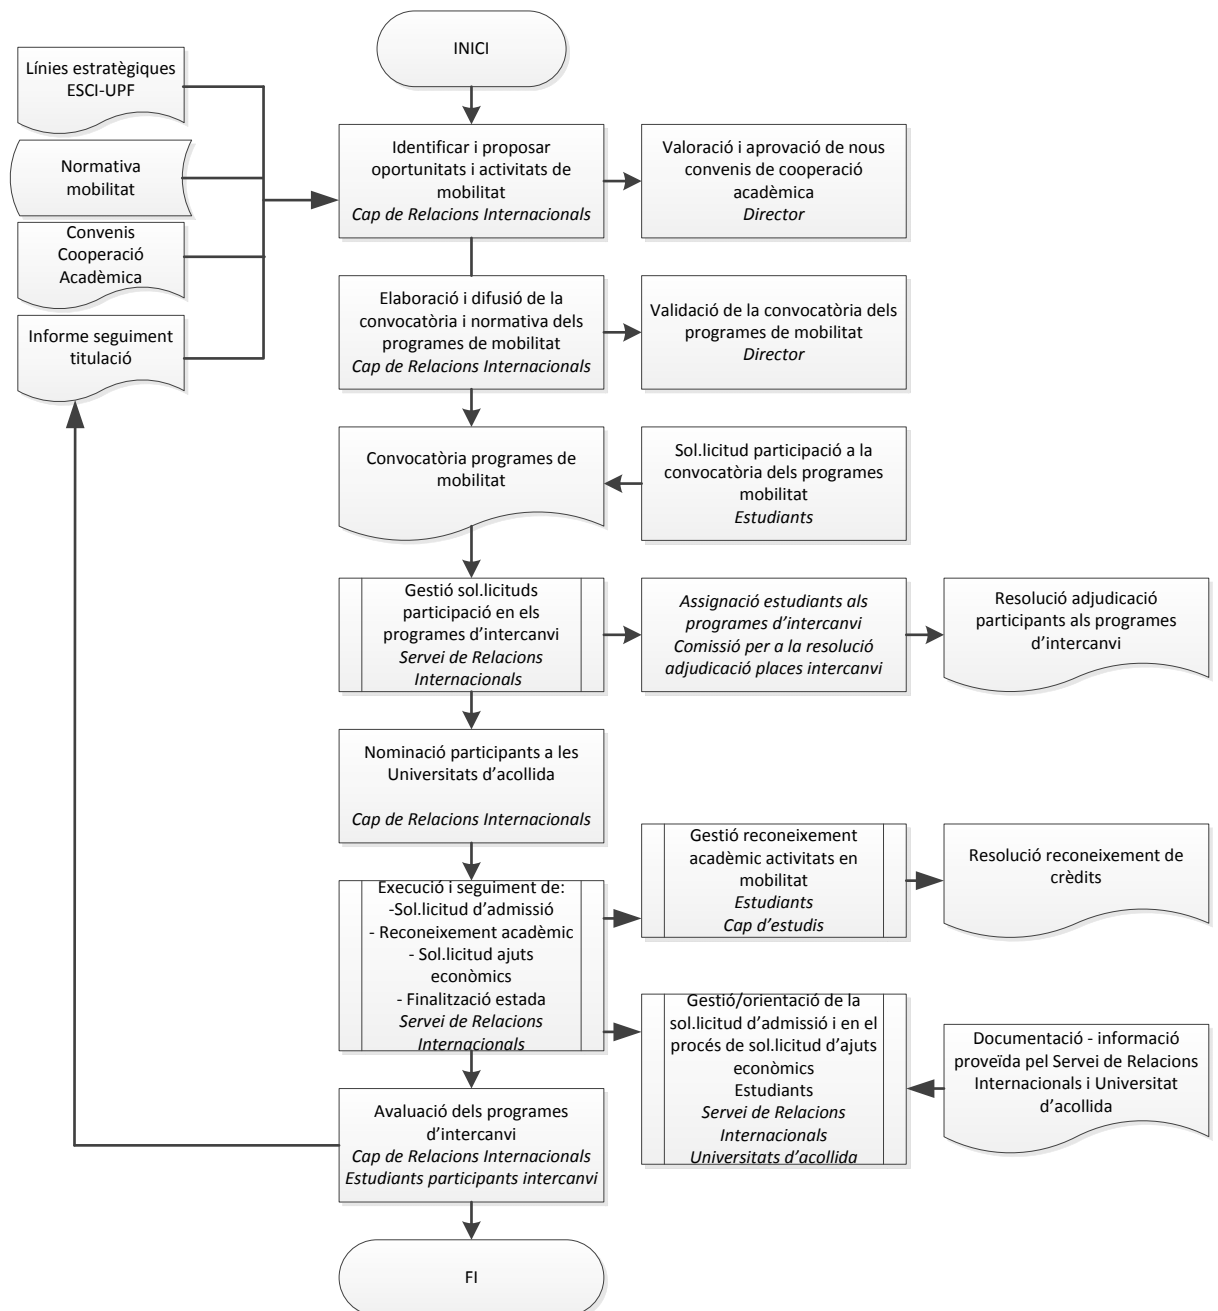 INICI
Línies estratègiques
ESCI-UPF
Normativa
mobilitat
Convenis
Cooperació
Acadèmica
Informe seguiment
titulació
Identificar i proposar
oportunitats i activitats de
mobilitat
Cap de Relacions Internacionals
Valoració i aprovació de nous
convenis de cooperació
acadèmica
Director
Elaboració i difusió de la
convocatòria i normativa dels
programes de mobilitat
Cap de Relacions Internacionals
Validació de la convocatòria dels
programes de mobilitat
Director
Convocatòria programes de
mobilitat
Sol.licitud participació a la
convocatòria dels programes
mobilitat
Estudiants
Gestió sol.licituds
participació en els
programes d'intercanvi
Servei de Relacions
Internacionals
Assignació estudiants als
programes d'intercanvi
Comissió per a la resolució
adjudicació places intercanvi
Resolució adjudicació
participants als programes
d'intercanvi
Nominació participants a les
Universitats d'acollida
Cap de Relacions Internacionals
Execució i seguiment de:
-Sol.licitud d'admissió
- Reconeixement acadèmic
- Sol.licitud ajuts
econòmics
- Finalització estada
Servei de Relacions
Internacionals
Gestió reconeixement
acadèmic activitats en
mobilitat
Estudiants
Cap d'estudis
Resolució reconeixement de
crèdits
Gestió/orientació de la
sol.licitud d'admissió i en el
procés de sol.licitud d'ajuts
econòmics
Estudiants
Servei de Relacions
Internacionals
Universitats d'acollida
Documentació - informació
proveïda pel Servei de Relacions
Internacionals i Universitat
d'acollida
Avaluació dels programes
d'intercanvi
Cap de Relacions Internacionals
Estudiants participants intercanvi
FI